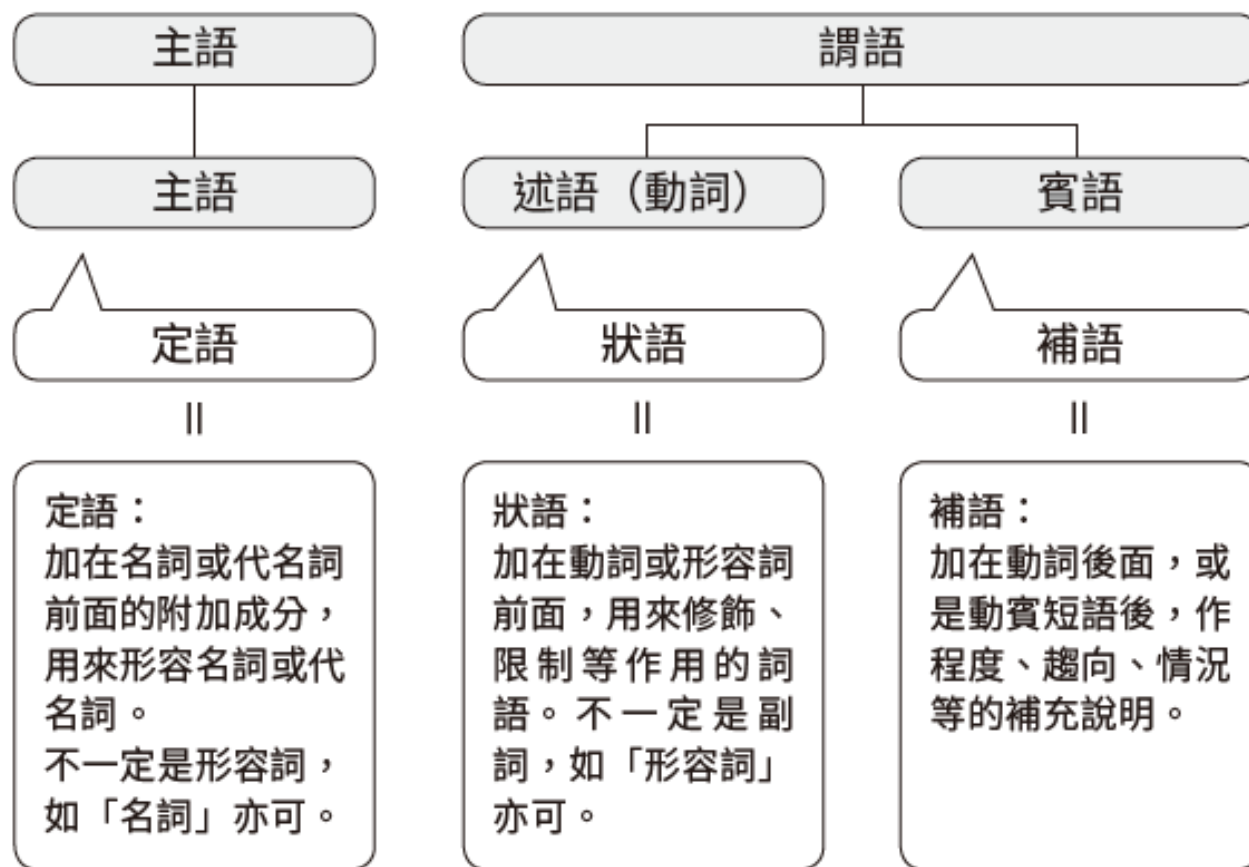 主語
謂語
主語
述語（動詞）
賓語
定語
狀語
補語
=
=
=
定語：
加在名詞或代名詞
前面的附加成分，
用來形容名詞或代
名詞。
不一定是形容詞，
如「名詞」亦可。
狀語：
加在動詞或形容詞
前面，用來修飾、
限制等作用的詞
語。不一定是副
詞，如「形容詞」
亦可。
補語：
加在動詞後面，或
是動賓短語後，作
程度、趨向、情況
等的補充說明。